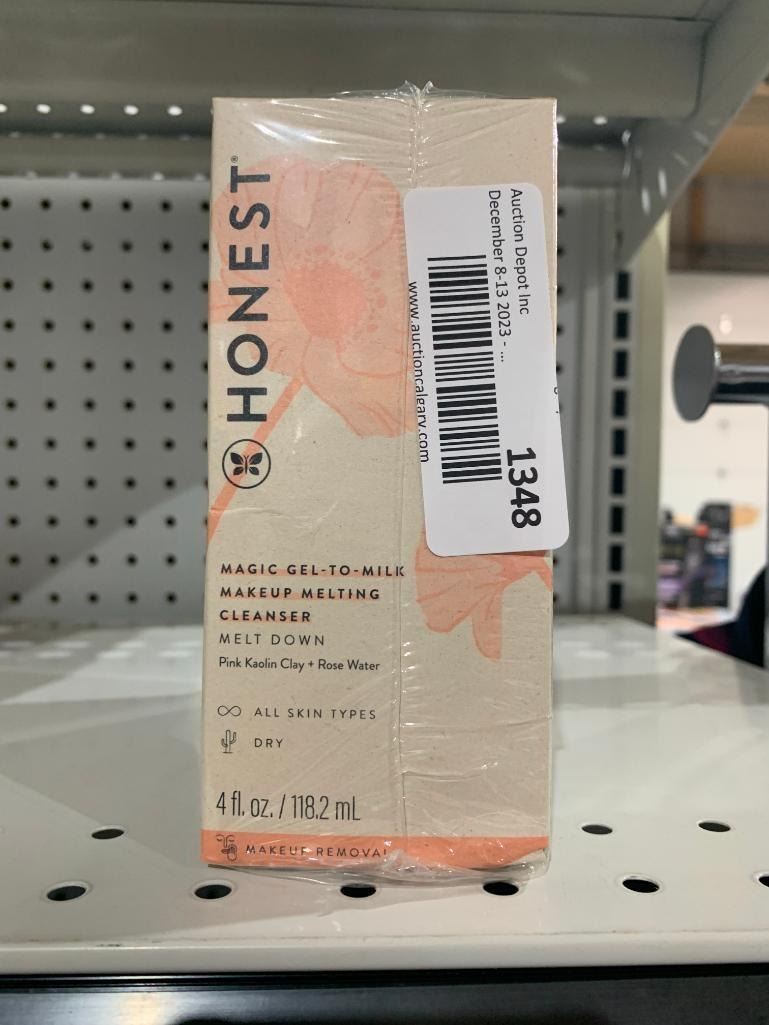 HONEST®
MAGIC GEL-TO-MILK
MAKEUP MELTING
CLEANSER
MELT DOWN
Pink Kaolin Clay + Rose Water
ALL SKIN TYPES
DRY
4 fl. oz. / 118.2 mL
MAKEUP REMOVAL
Auction Depot Inc
December 8-13 2023 - ...
1348
www.auctioncalgary.com